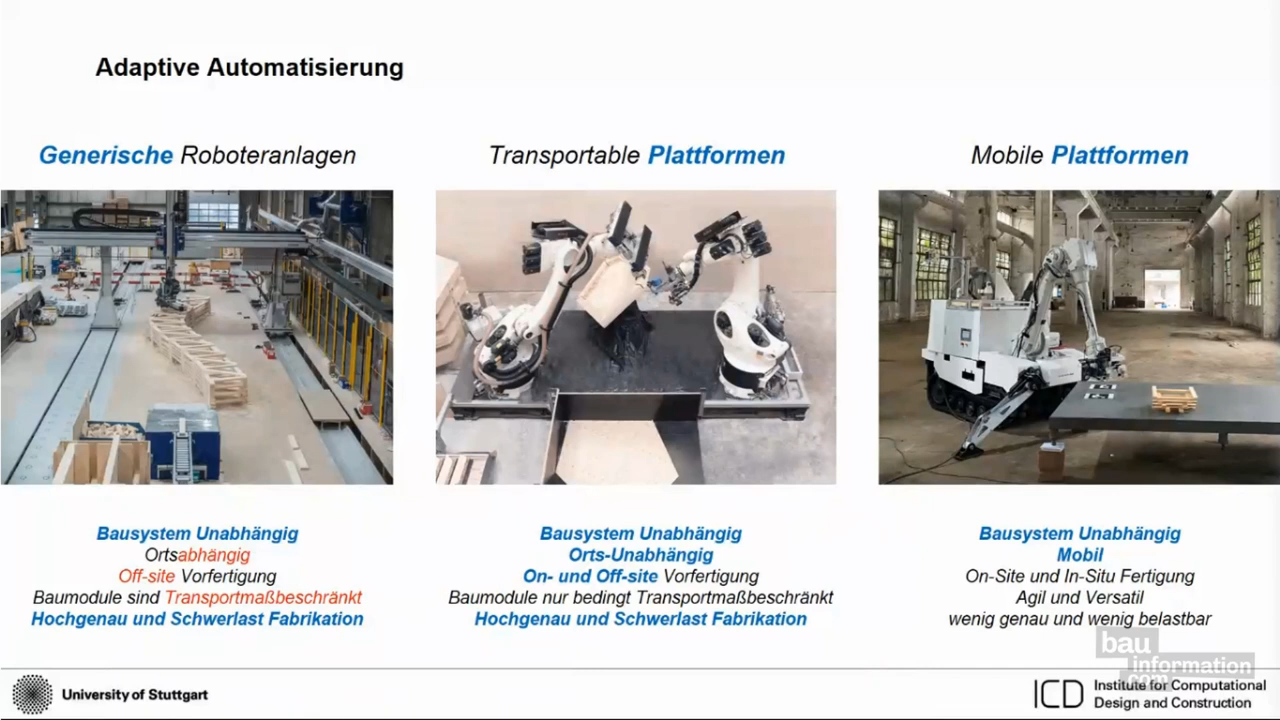 Adaptive Automatisierung
Generische Roboteranlagen
Transportable Plattformen
Mobile Plattformen
Bausystem Unabhängig
Ortsabhängig
Off-site Vorfertigung
Baumodule sind Transportmaßbeschränkt
Hochgenau und Schwerlast Fabrikation
Bausystem Unabhängig
Orts-Unabhängig
On- und Off-site Vorfertigung
Baumodule nur bedingt Transportmaßbeschränkt
Hochgenau und Schwerlast Fabrikation
Bausystem Unabhängig
Mobil
On-Site und In-Situ Fertigung
Agil und Versatil
wenig genau und wenig belastbar
bau
information
.com
University of Stuttgart
ICD
Institute for Computational
Design and Construction